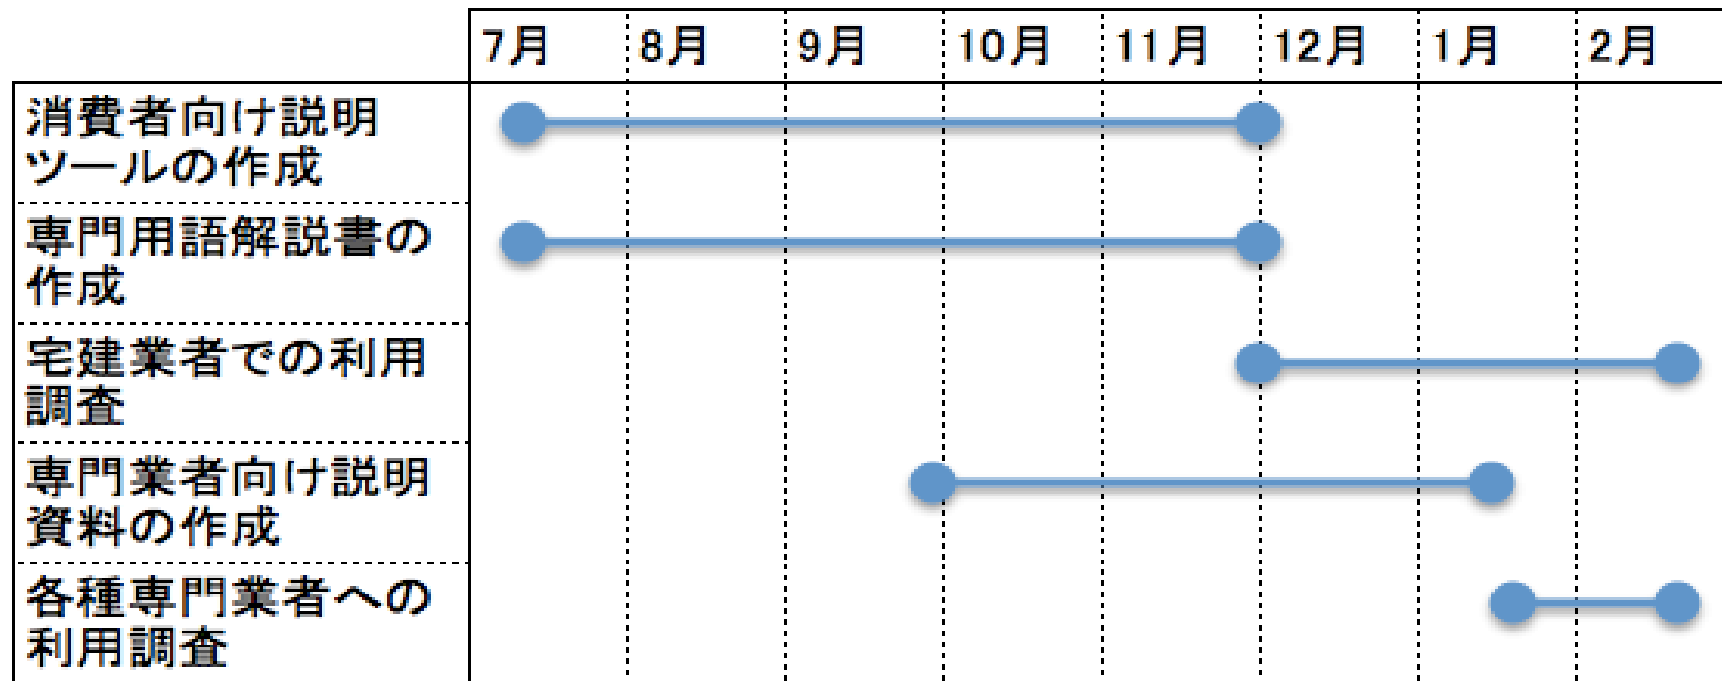 7月 8月 9月 10月 11月 12月 1月 2月
消費者向け説明
ツールの作成
専門用語解説書の
作成
宅建業者での利用
調査
専門業者向け説明
資料の作成
各種専門業者への
利用調査